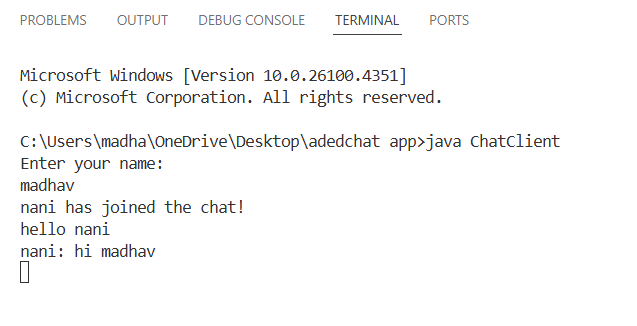 PROBLEMS OUTPUT DEBUG CONSOLE TERMINAL PORTS
Microsoft Windows [Version 10.0.26100.4351]
(c) Microsoft Corporation. All rights reserved.
C:\Users\madha\OneDrive\Desktop\adedchat app>java ChatClient
Enter your name:
madhav
nani has joined the chat!
hello nani
nani: hi madhav